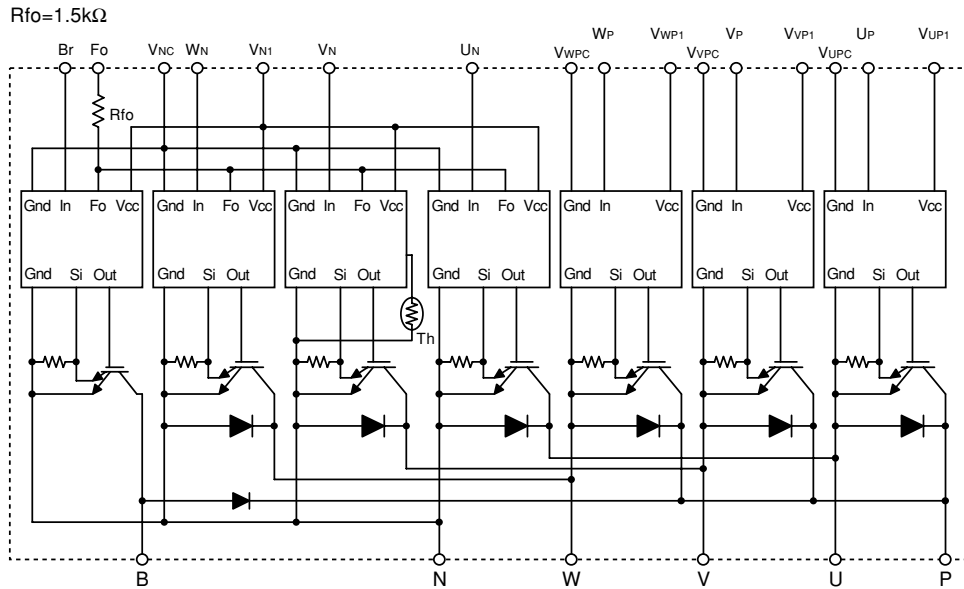 Rfo=1.5kΩ
Br Fo VNC WN VN1 VN UN VWPC WP VWP1 VVPC VP VVP1 VUPC UP VUP1
Rfo
Gnd In Fo Vcc Gnd In Fo Vcc Gnd In Fo Vcc Gnd In Fo Vcc Gnd In Vcc Gnd In Vcc Gnd In Vcc
Gnd Si Out Gnd Si Out Gnd Si Out Gnd Si Out Gnd Si Out Gnd Si Out Gnd Si Out
Th
B N W V U P